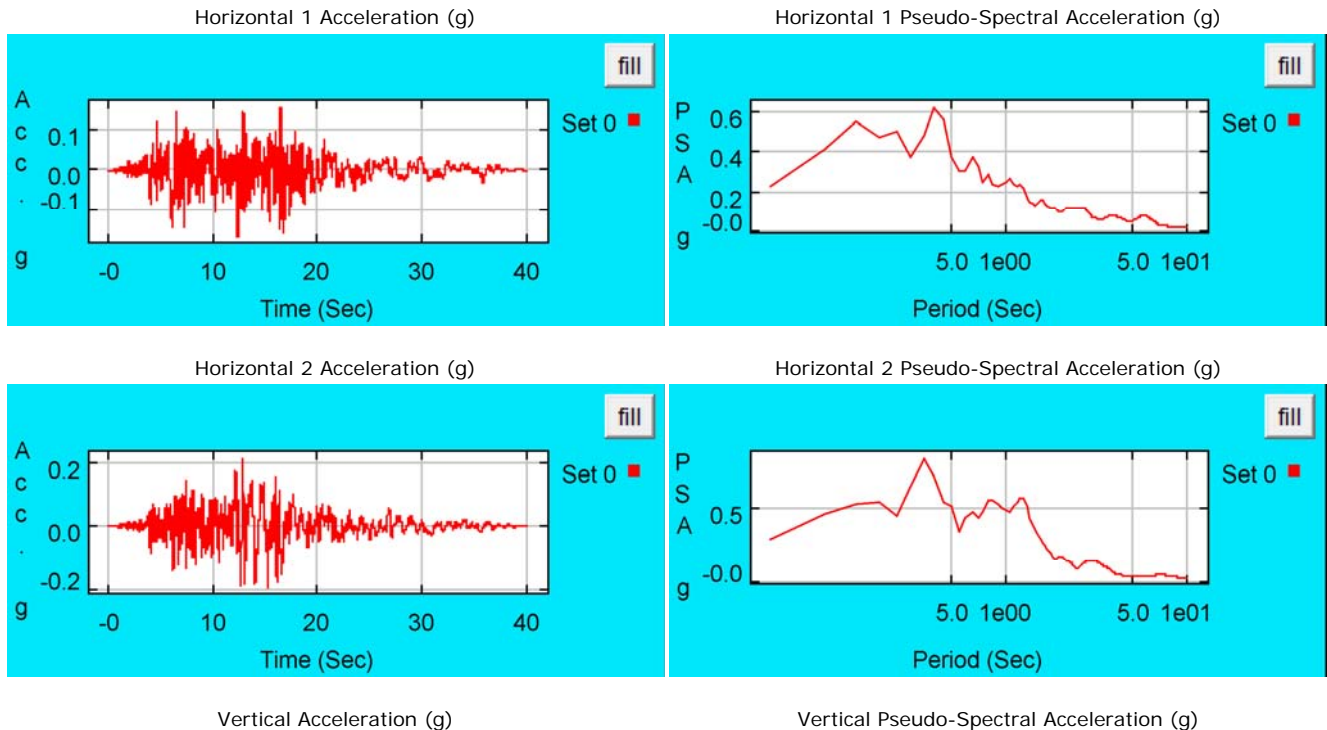 Horizontal 1 Acceleration (g)
fill
Acc. g
0.1
0.0
-0.1
Set 0
-0 10 20 30 40
Time (Sec)
Horizontal 1 Pseudo-Spectral Acceleration (g)
fill
PSA g
0.6
0.4
0.2
-0.0
Set 0
5.0 1e00 5.0 1e01
Period (Sec)
Horizontal 2 Acceleration (g)
fill
Acc. g
0.2
0.0
-0.2
Set 0
-0 10 20 30 40
Time (Sec)
Horizontal 2 Pseudo-Spectral Acceleration (g)
fill
PSA g
0.5
-0.0
Set 0
5.0 1e00 5.0 1e01
Period (Sec)
Vertical Acceleration (g)
Vertical Pseudo-Spectral Acceleration (g)